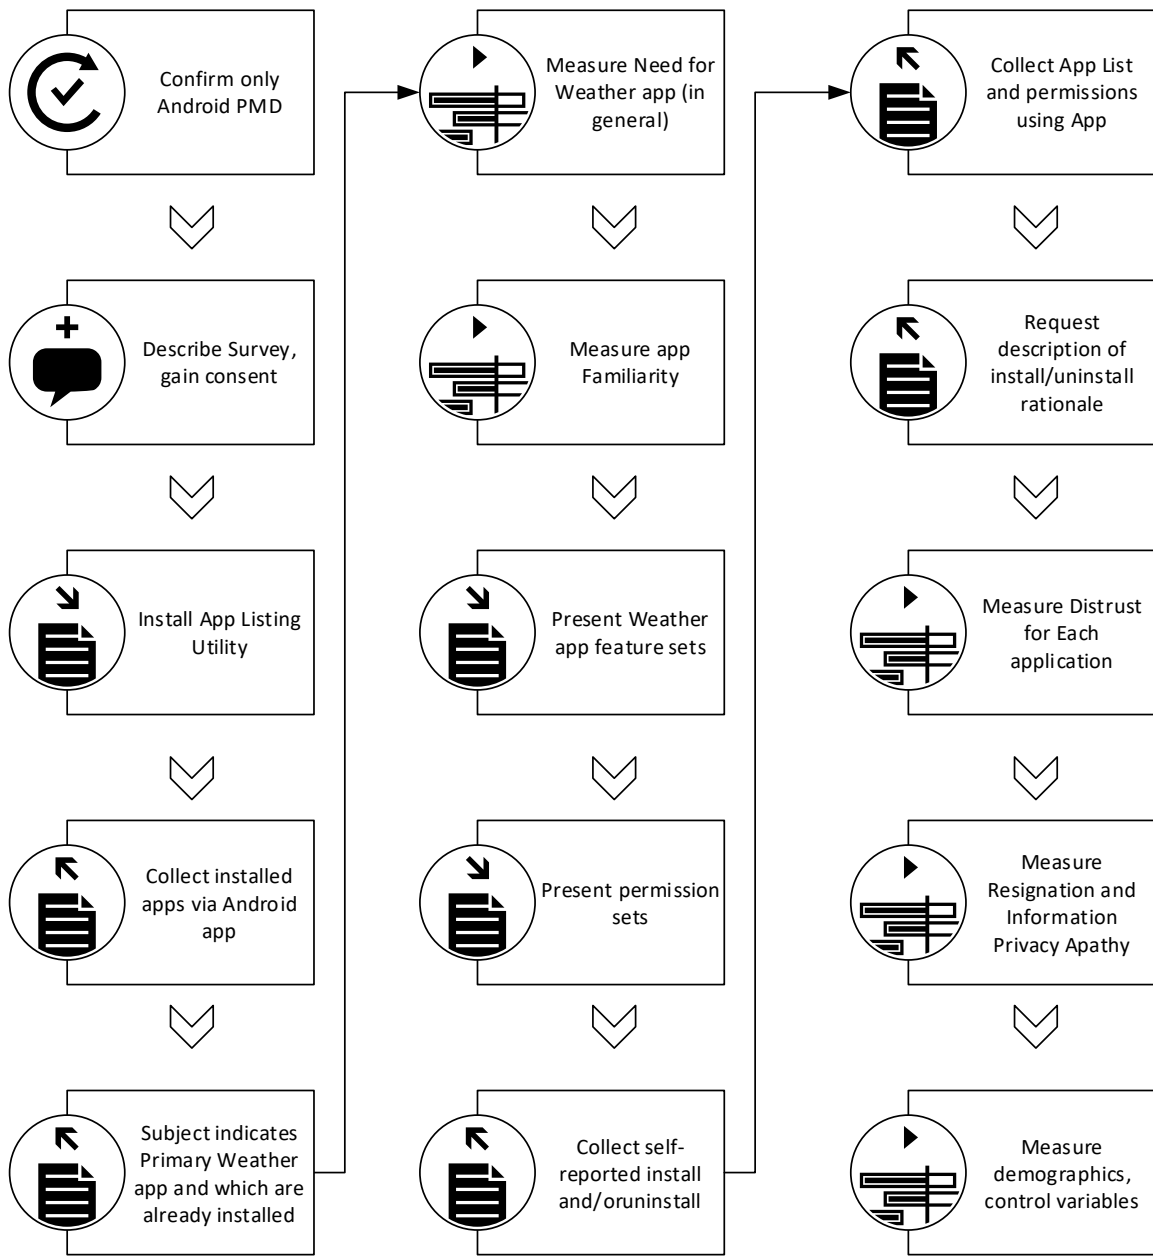 Confirm only
Android PMD
Describe Survey,
gain consent
Install App Listing
Utility
Collect installed
apps via Android
app
Subject indicates
Primary Weather
app and which are
already installed
Measure Need for
Weather app (in
general)
Measure app
Familiarity
Present Weather
app feature sets
Present permission
sets
Collect self-
reported install
and/oruninstall
Collect App List
and permissions
using App
Request
description of
install/uninstall
rationale
Measure Distrust
for Each
application
Measure
Resignation and
Information
Privacy Apathy
Measure
demographics,
control variables